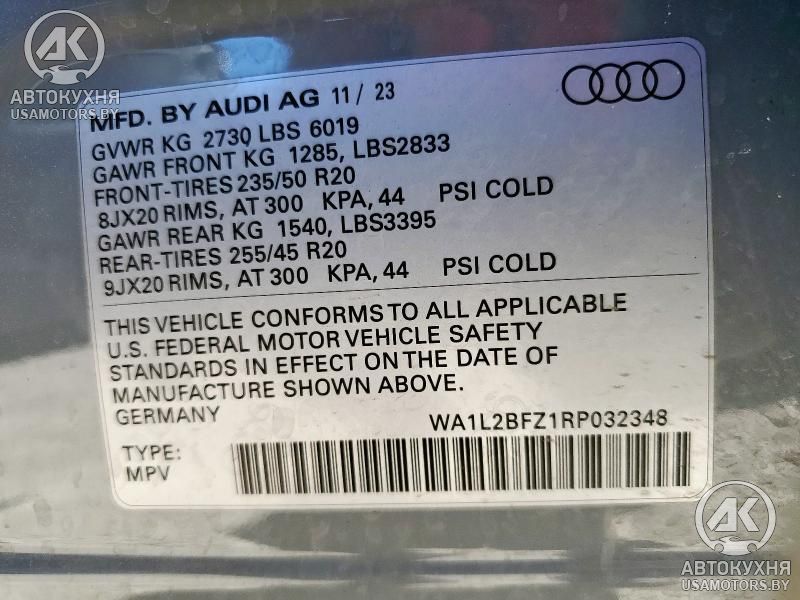 AK
АВТОКУХНЯ
USAMOTORS.BY
MFD. BY AUDI AG 11/ 23
GVWR KG 2730 LBS 6019
GAWR FRONT KG 1285, LBS2833
FRONT-TIRES 235/50 R20
8JX20 RIMS, AT 300 KPA, 44 PSI COLD
GAWR REAR KG 1540, LBS3395
REAR-TIRES 255/45 R20
9JX20 RIMS, AT 300 KPA, 44 PSI COLD
THIS VEHICLE CONFORMS TO ALL APPLICABLE
U.S. FEDERAL MOTOR VEHICLE SAFETY
STANDARDS IN EFFECT ON THE DATE OF
MANUFACTURE SHOWN ABOVE.
GERMANY
WA1L2BFZ1RP032348
TYPE:
MPV
AK
АВТОКУХНЯ
USAMOTORS.BY